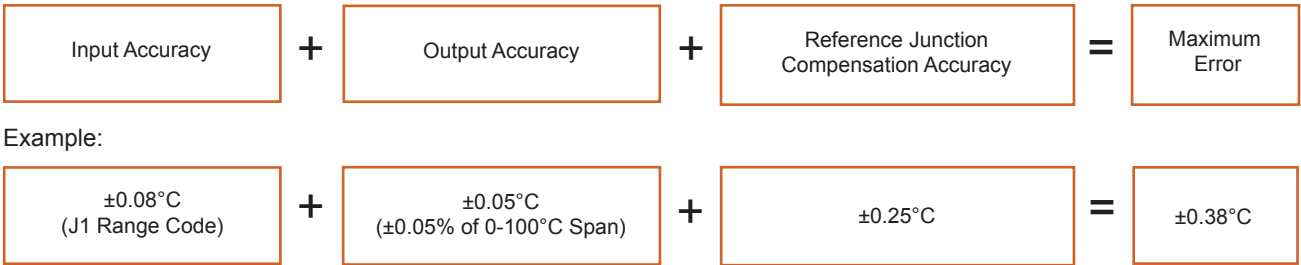 Input Accuracy + Output Accuracy + Reference Junction
Compensation Accuracy = Maximum
Error
Example:
±0.08°C
(J1 Range Code) + ±0.05°C
(±0.05% of 0-100°C Span) + ±0.25°C = ±0.38°C